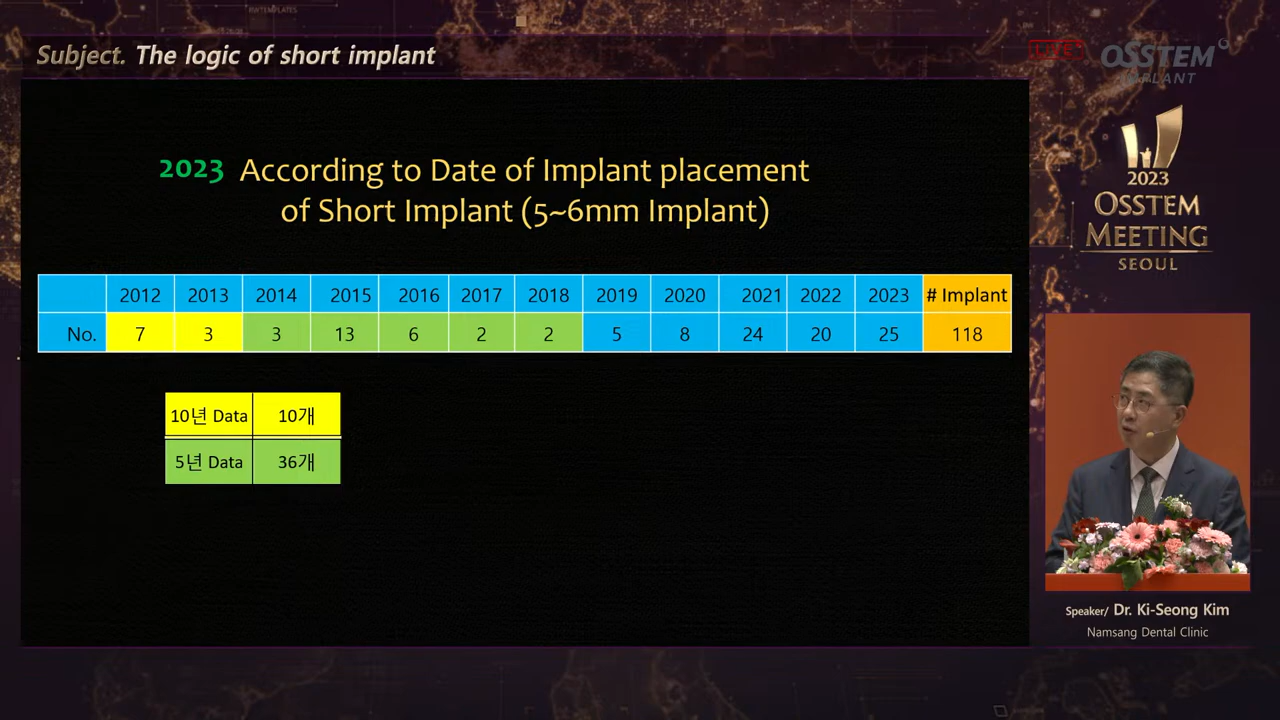 Subject. The logic of short implant
LIVE
OSSTEM
IMPLANT
2023 According to Date of Implant placement
of Short Implant (5~6mm Implant)
2012 2013 2014 2015 2016 2017 2018 2019 2020 2021 2022 2023 # Implant
No. 7 3 3 13 6 2 2 5 8 24 20 25 118
10년 Data 10개
5년 Data 36개
2023
OSSTEM
MEETING
SEOUL
Speaker/ Dr. Ki-Seong Kim
Namsang Dental Clinic